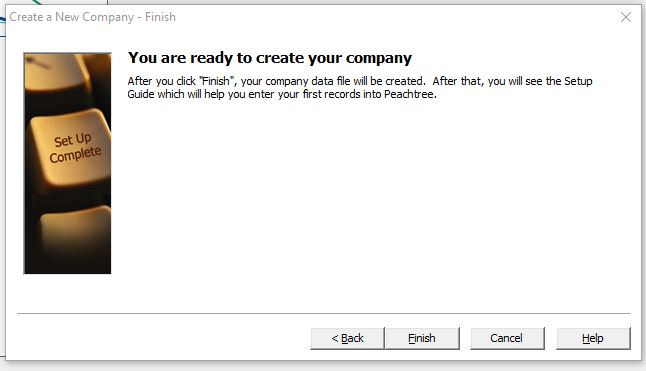 Create a New Company - Finish
You are ready to create your company
After you click "Finish", your company data file will be created.  After that, you will see the Setup
Guide which will help you enter your first records into Peachtree.
Set Up
Complete
< Back
Finish
Cancel
Help